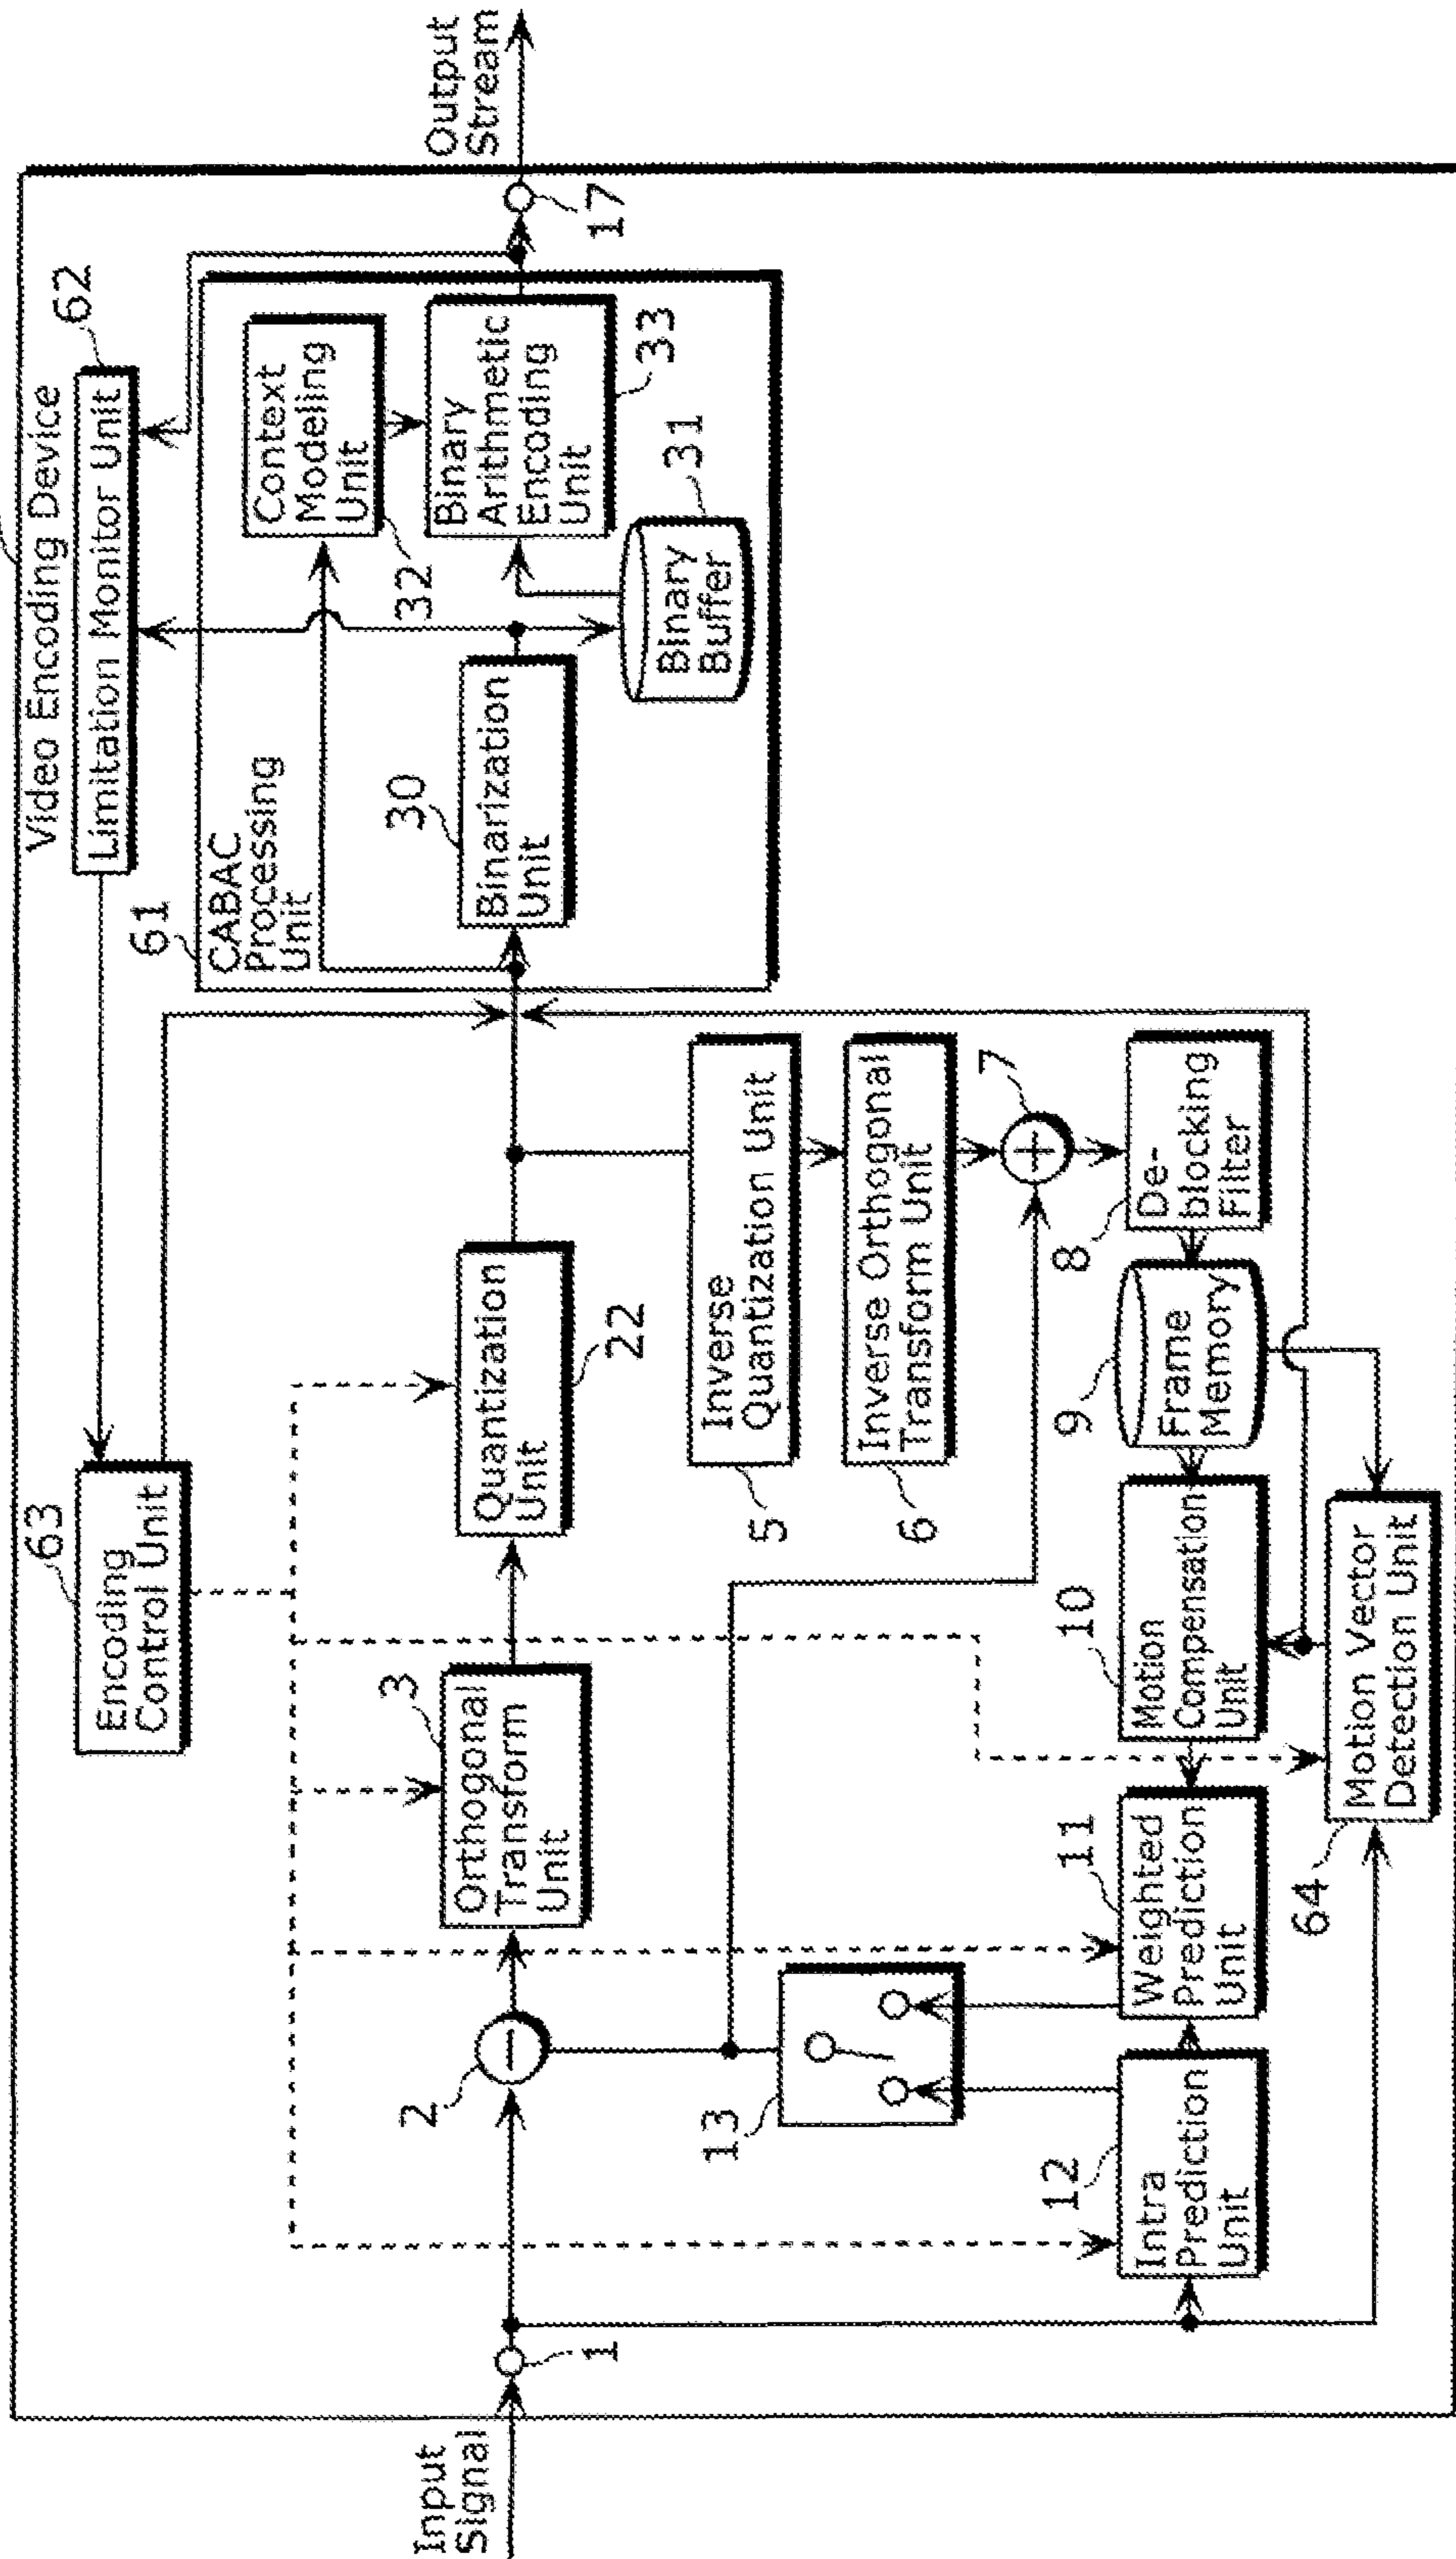 Video Encoding Device
63
Encoding
Control Unit
Limitation Monitor Unit
62
61
CABAC
Processing
Unit
Context
Modeling
Unit
32
Input
Signal
1
2
3
Orthogonal
Transform
Unit
Quantization
Unit
22
30
Binarization
Unit
Binary
Arithmetic
Encoding
Unit
33
17
Output
Stream
Binary
Buffer
31
13
Inverse
Quantization Unit
5
Inverse Orthogonal
Transform Unit
6
7
12
Intra
Prediction
Unit
11
Weighted
Prediction
Unit
10
Motion
Compensation
Unit
9
Frame
Memory
8
De-
blocking
Filter
64
Motion Vector
Detection Unit